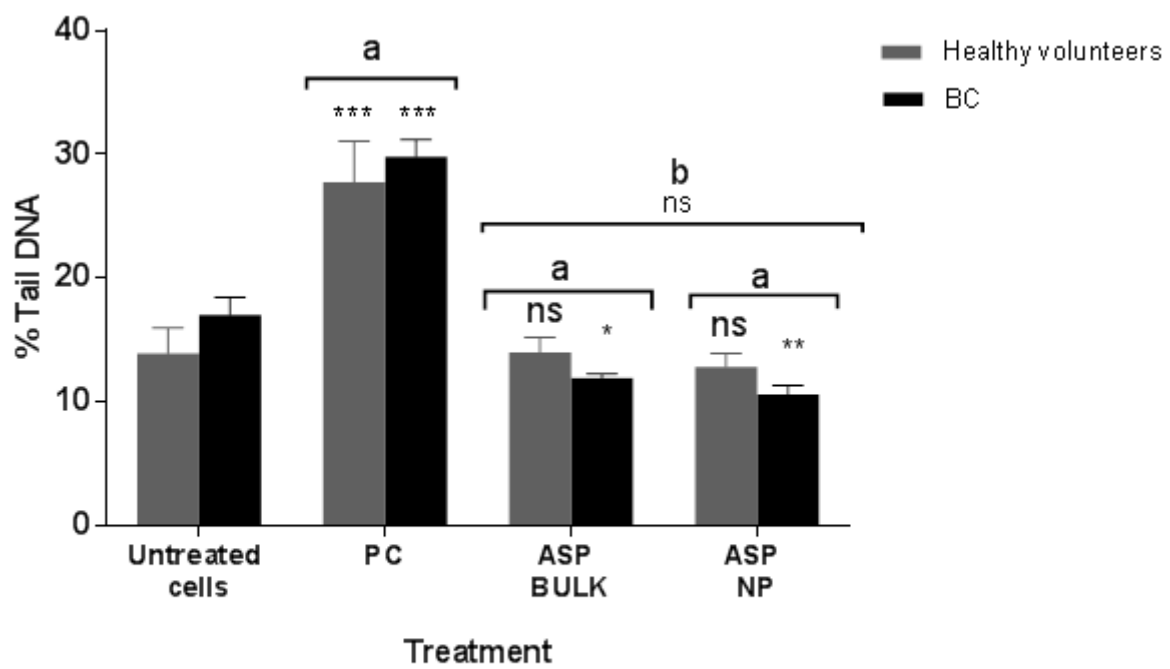 40
30
20
10
0
% Tail DNA
a
*** ***
b
ns
a
ns
*
a
ns
**
Healthy volunteers
BC
Untreated
cells
PC
ASP
BULK
ASP
NP
Treatment